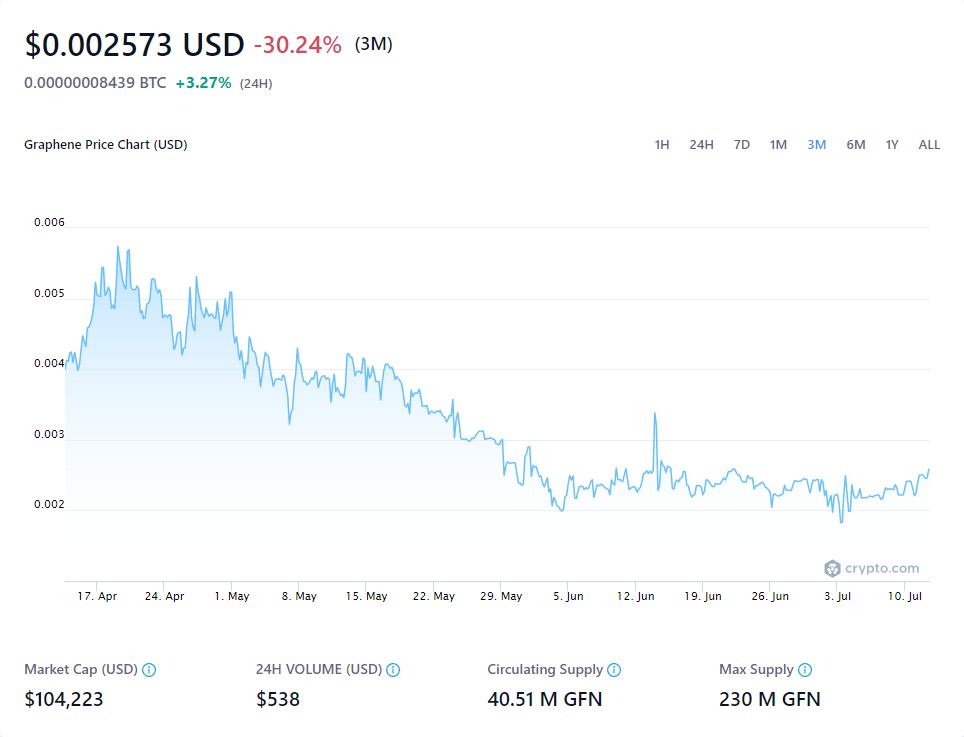 $0.002573 USD -30.24% (3M)
0.00000008439 BTC +3.27% (24H)
Graphene Price Chart (USD)
1H 24H 7D 1M 3M 6M 1Y ALL
0.006
0.005
0.004
0.003
0.002
crypto.com
17. Apr 24. Apr 1. May 8. May 15. May 22. May 29. May 5. Jun 12. Jun 19. Jun 26. Jun 3. Jul 10. Jul
Market Cap (USD) 24H VOLUME (USD) Circulating Supply Max Supply
$104,223 $538 40.51 M GFN 230 M GFN